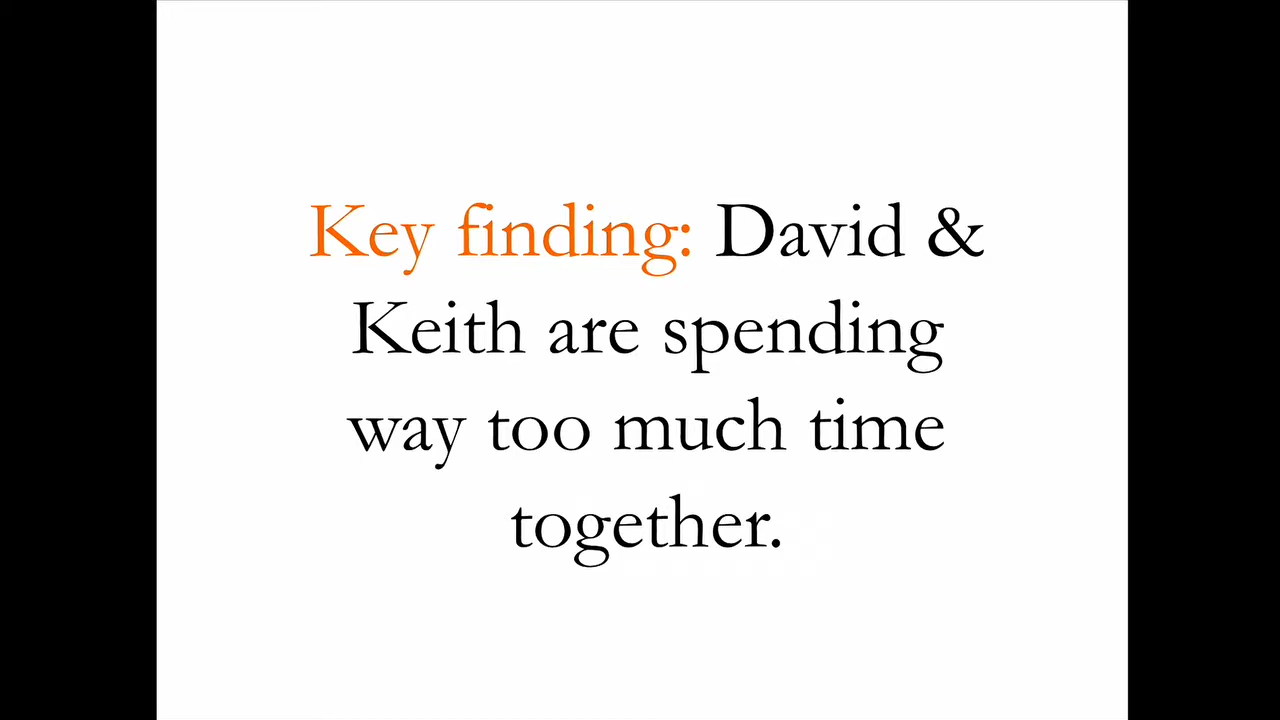 Key finding: David &
Keith are spending
way too much time
together.